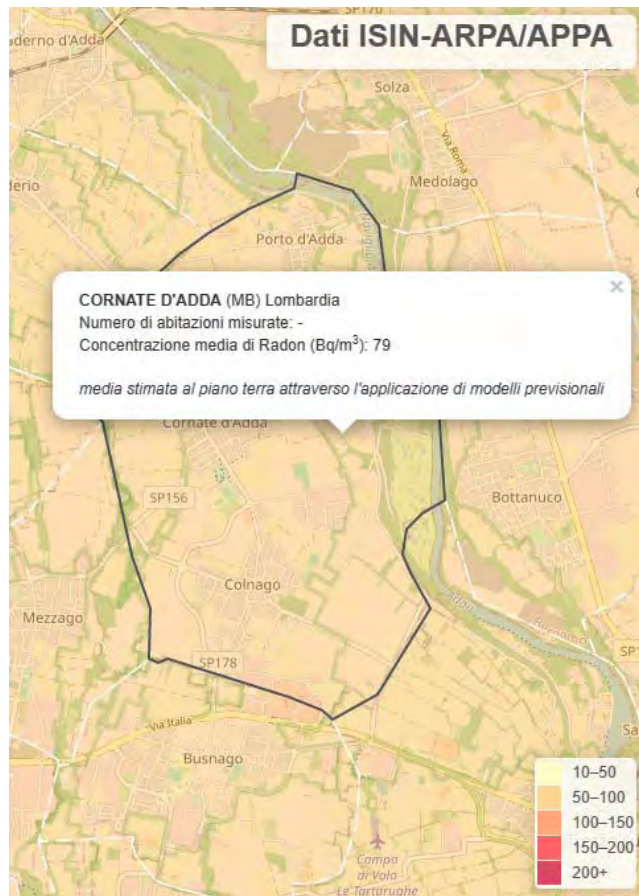 SP170
Dati ISIN-ARPA/APPA
aderno d'Adda
Solza
Via Roma
derio
Medolago
Porto d'Adda
CORNATE D'ADDA (MB) Lombardia
Numero di abitazioni misurate: -
Concentrazione media di Radon (Bq/m³): 79
media stimata al piano terra attraverso l'applicazione di modelli previsionali
Cornate d'Adda
SP156
Bottanuco
Colnago
Mezzago
Adda
SP178
SP1
Via Italia
Sa
Busnago
10–50
50–100
100–150
150–200
200+
Campo
di Volo
Le Tartarughe